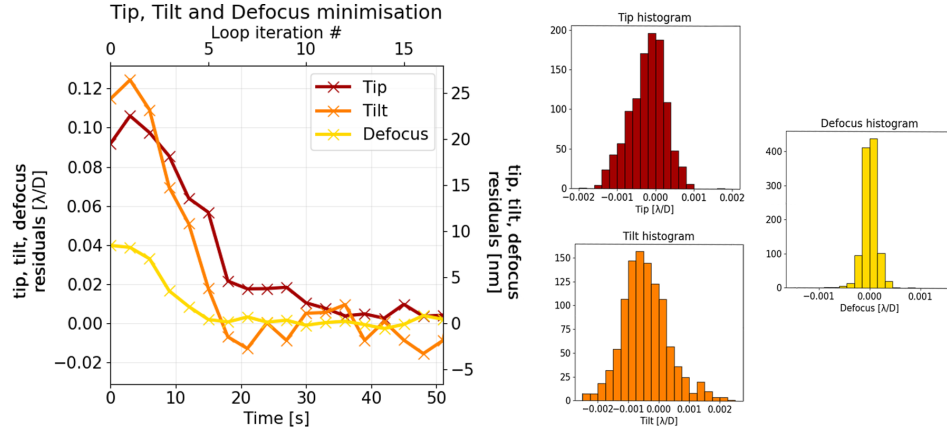 Tip, Tilt and Defocus minimisation
Loop iteration #
0 5 10 15
0.12
0.10
0.08
0.06
0.04
0.02
0.00
−0.02
25
20
15
10
5
0
−5
Tip
Tilt
Defocus
tip, tilt, defocus
residuals [λ/D]
tip, tilt, defocus
residuals [nm]
0 10 20 30 40 50
Time [s]
Tip histogram
200
150
100
50
0
−0.002 −0.001 0.000 0.001 0.002
Tip [λ/D]
Tilt histogram
150
125
100
75
50
25
0
−0.002 −0.001 0.000 0.001 0.002
Tilt [λ/D]
Defocus histogram
400
300
200
100
0
−0.001 0.000 0.001
Defocus [λ/D]